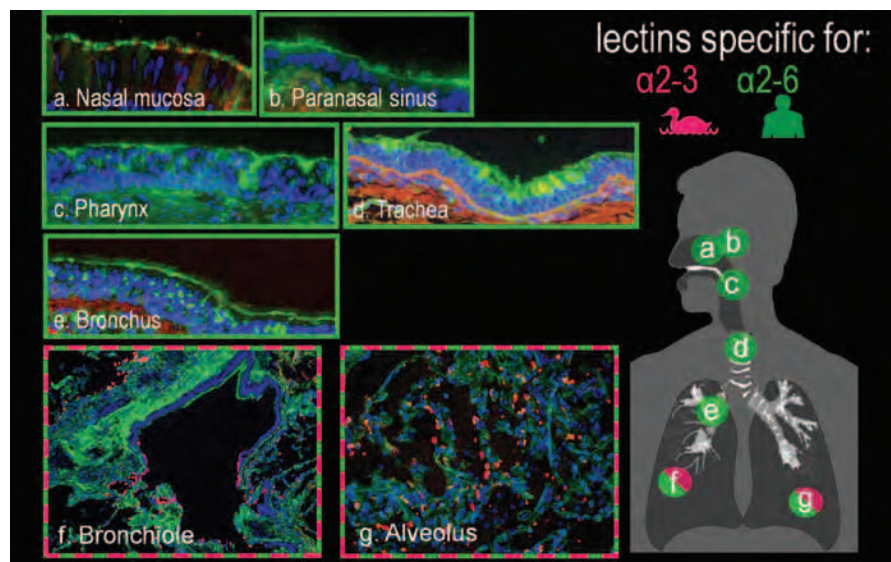 lectins specific for:
α2-3 α2-6
a. Nasal mucosa
b. Paranasal sinus
c. Pharynx
d. Trachea
e. Bronchus
f. Bronchiole
g. Alveolus
a
b
c
d
e
f
g